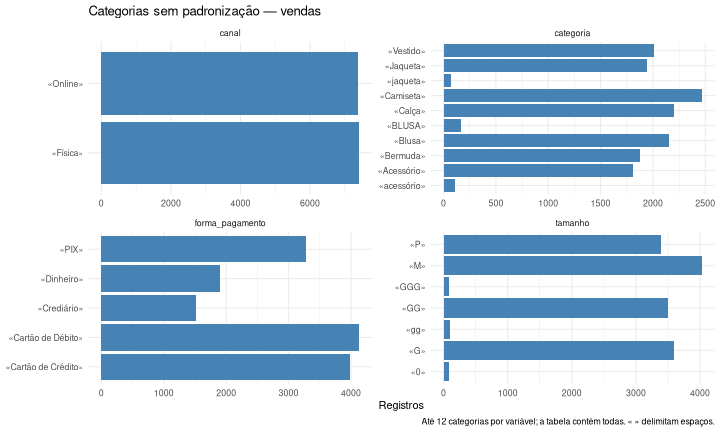 Categorias sem padronização — vendas
canal
«Online»
«Física»
0 2000 4000 6000
categoria
«Vestido»
«Jaqueta»
«jaqueta»
«Camiseta»
«Calça»
«BLUSA»
«Blusa»
«Bermuda»
«Acessório»
«acessório»
0 500 1000 1500 2000 2500
forma_pagamento
«PIX»
«Dinheiro»
«Crediário»
«Cartão de Débito»
«Cartão de Crédito»
0 1000 2000 3000 4000
tamanho
«P»
«M»
«GGG»
«GG»
«gg»
«G»
«0»
0 1000 2000 3000 4000
Registros
Até 12 categorias por variável; a tabela contém todas. « » delimitam espaços.